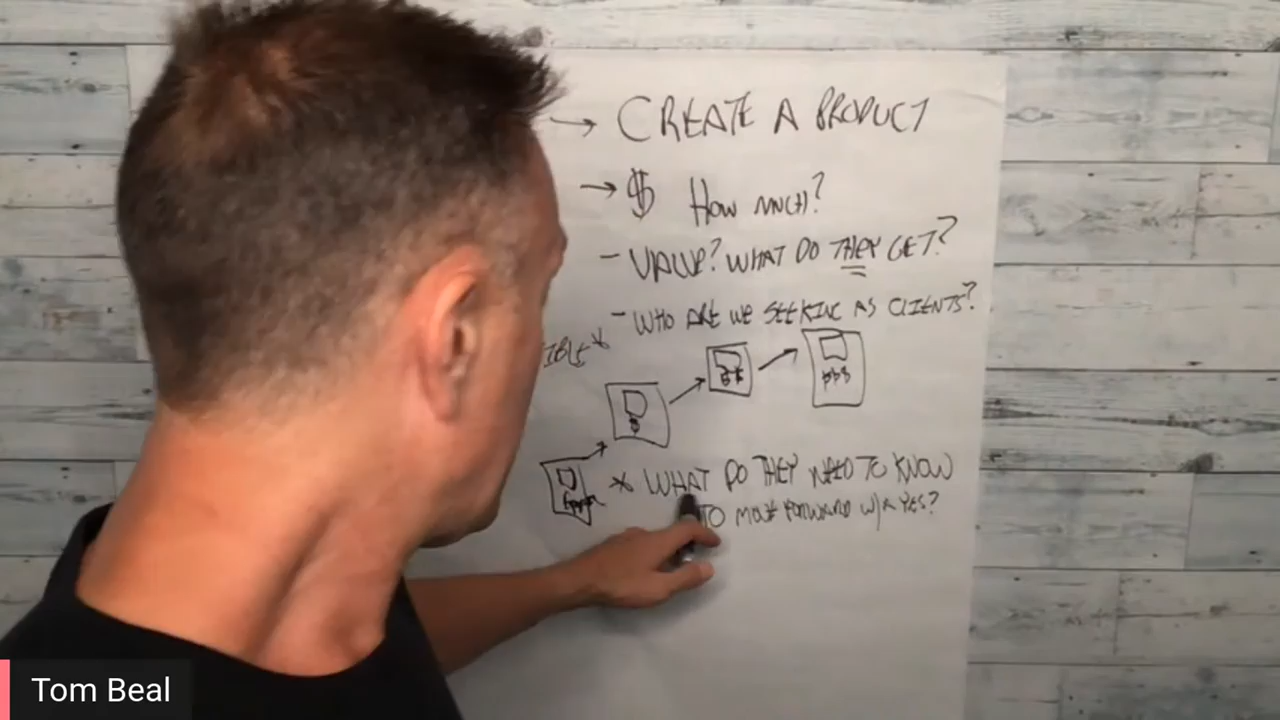 → CREATE A PRODUCT
→ $ HOW MUCH?
- VALUE? WHAT DO THEY GET?
- WHO ARE WE SEEKING AS CLIENTS?
IBLE *
$
$$
$$$
* WHAT DO THEY NEED TO KNOW
TO MOVE FORWARD W/A YES?
Tom Beal